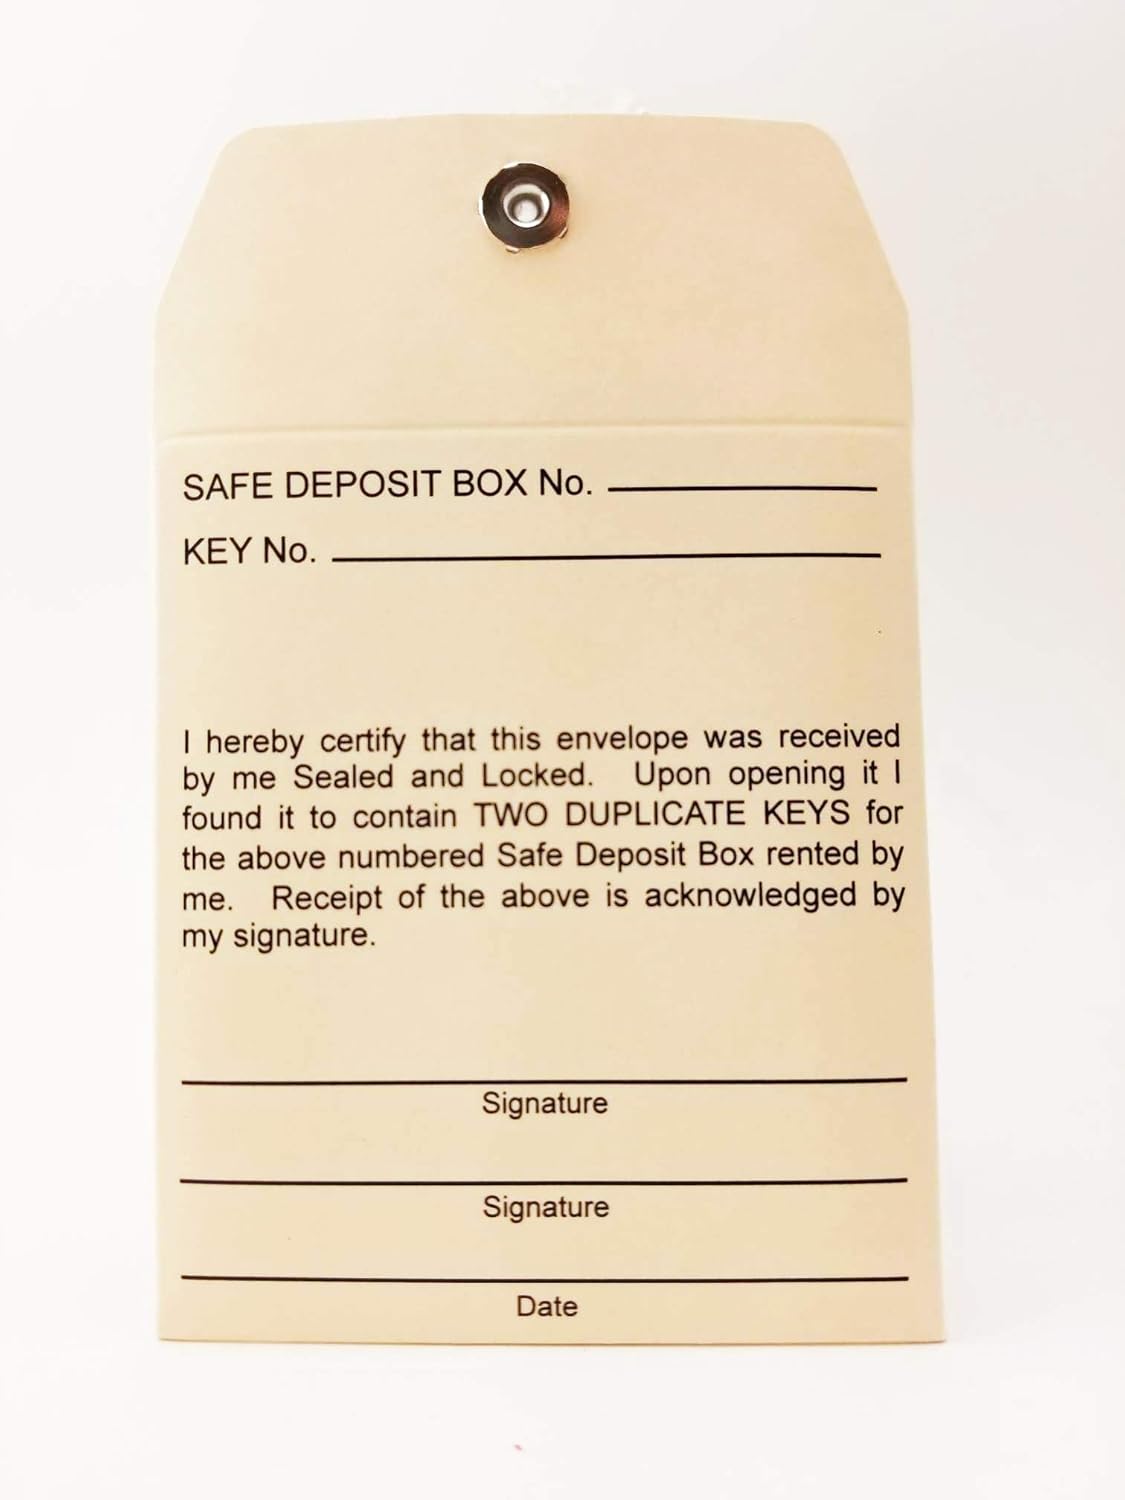 SAFE DEPOSIT BOX No.
KEY No.
I hereby certify that this envelope was received
by me Sealed and Locked. Upon opening it I
found it to contain TWO DUPLICATE KEYS for
the above numbered Safe Deposit Box rented by
me. Receipt of the above is acknowledged by
my signature.
Signature
Signature
Date